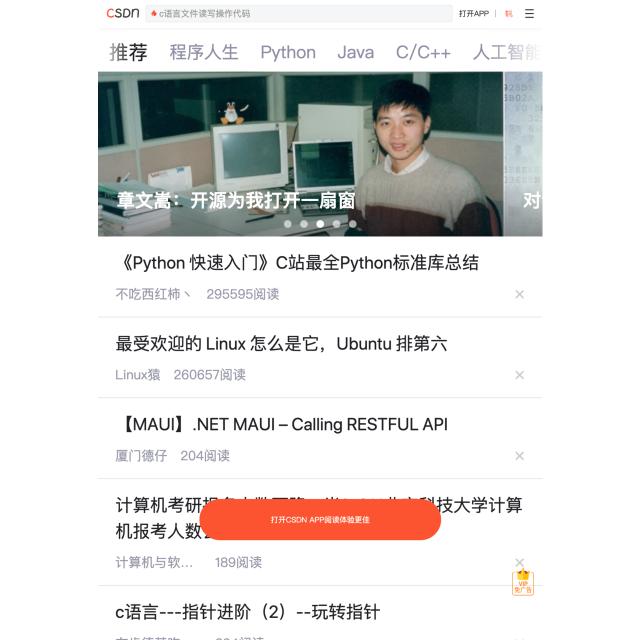 CSDN
c语言文件读写操作代码
打开APP
推荐 程序人生 Python Java C/C++ 人工智能
章文嵩：开源为我打开一扇窗
对
《Python 快速入门》C站最全Python标准库总结
不吃西红柿丶 295595阅读
最受欢迎的 Linux 怎么是它，Ubuntu 排第六
Linux猿 260657阅读
【MAUI】.NET MAUI – Calling RESTFUL API
厦门德仔 204阅读
计算机考研 科技大学计算
机报考人数
打开CSDN APP阅读体验更佳
计算机与软... 189阅读
VIP
免广告
c语言---指针进阶（2）--玩转指针